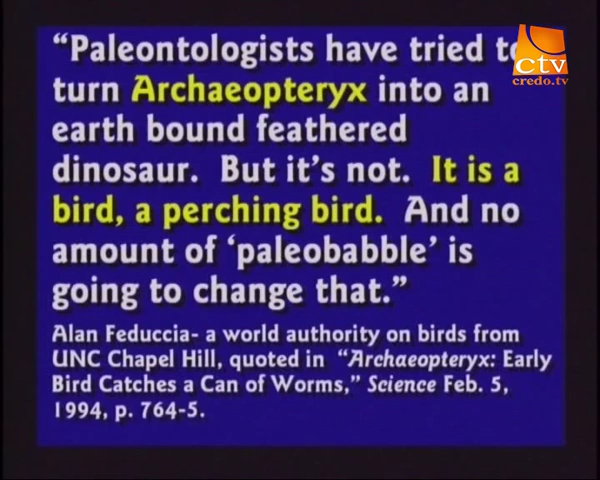 “Paleontologists have tried to
turn Archaeopteryx into an
earth bound feathered
dinosaur. But it’s not. It is a
bird, a perching bird. And no
amount of ‘paleobabble’ is
going to change that.”
Alan Feduccia- a world authority on birds from
UNC Chapel Hill, quoted in “Archaeopteryx: Early
Bird Catches a Can of Worms,” Science Feb. 5,
1994, p. 764-5.
ctv
credo.tv